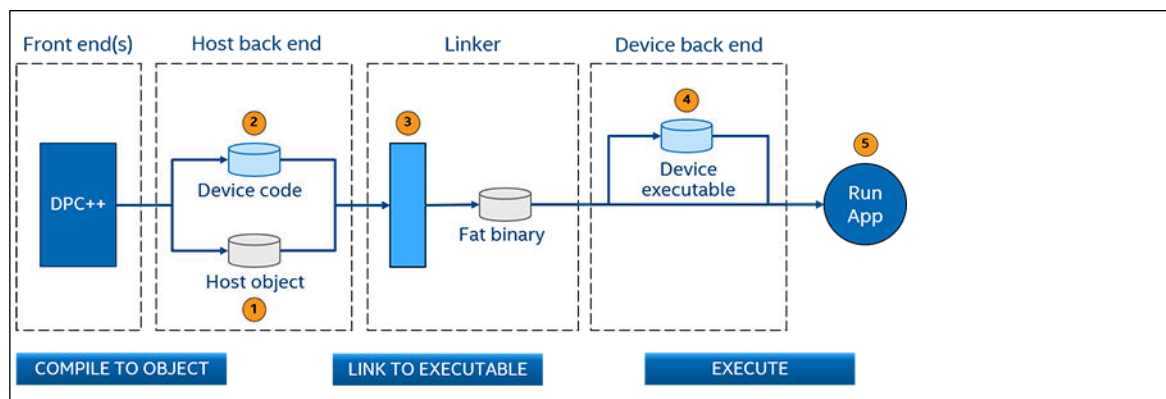 Front end(s)
Host back end
Linker
Device back end
2
3
4
5
DPC++
Device code
Device
executable
Run
App
Fat binary
Host object
1
COMPILE TO OBJECT
LINK TO EXECUTABLE
EXECUTE